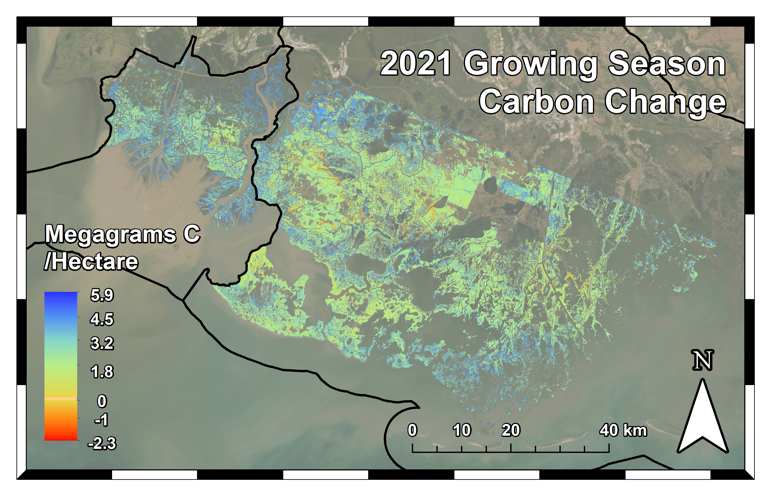 2021 Growing Season
Carbon Change
Megagrams C
/Hectare
5.9
4.5
3.2
1.8
0
-1
-2.3
N
0 10 20 40 km